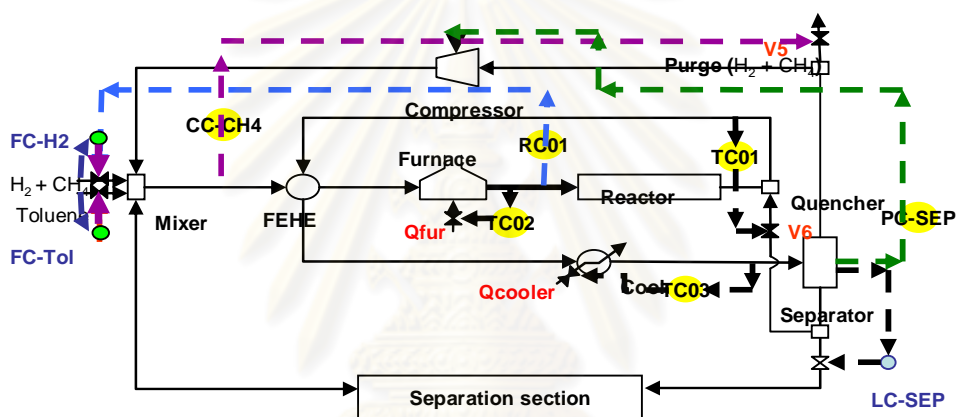 V5
Purge (H2 + CH4)
Compressor
FC-H2
CC-CH4
RC01
TC01
Furnace
H2 + CH4
Reactor
Toluene
Mixer
FEHE
Quencher
Qfur
TC02
V6
PC-SEP
FC-Tol
Qcooler
TC03
Separator
Separation section
LC-SEP